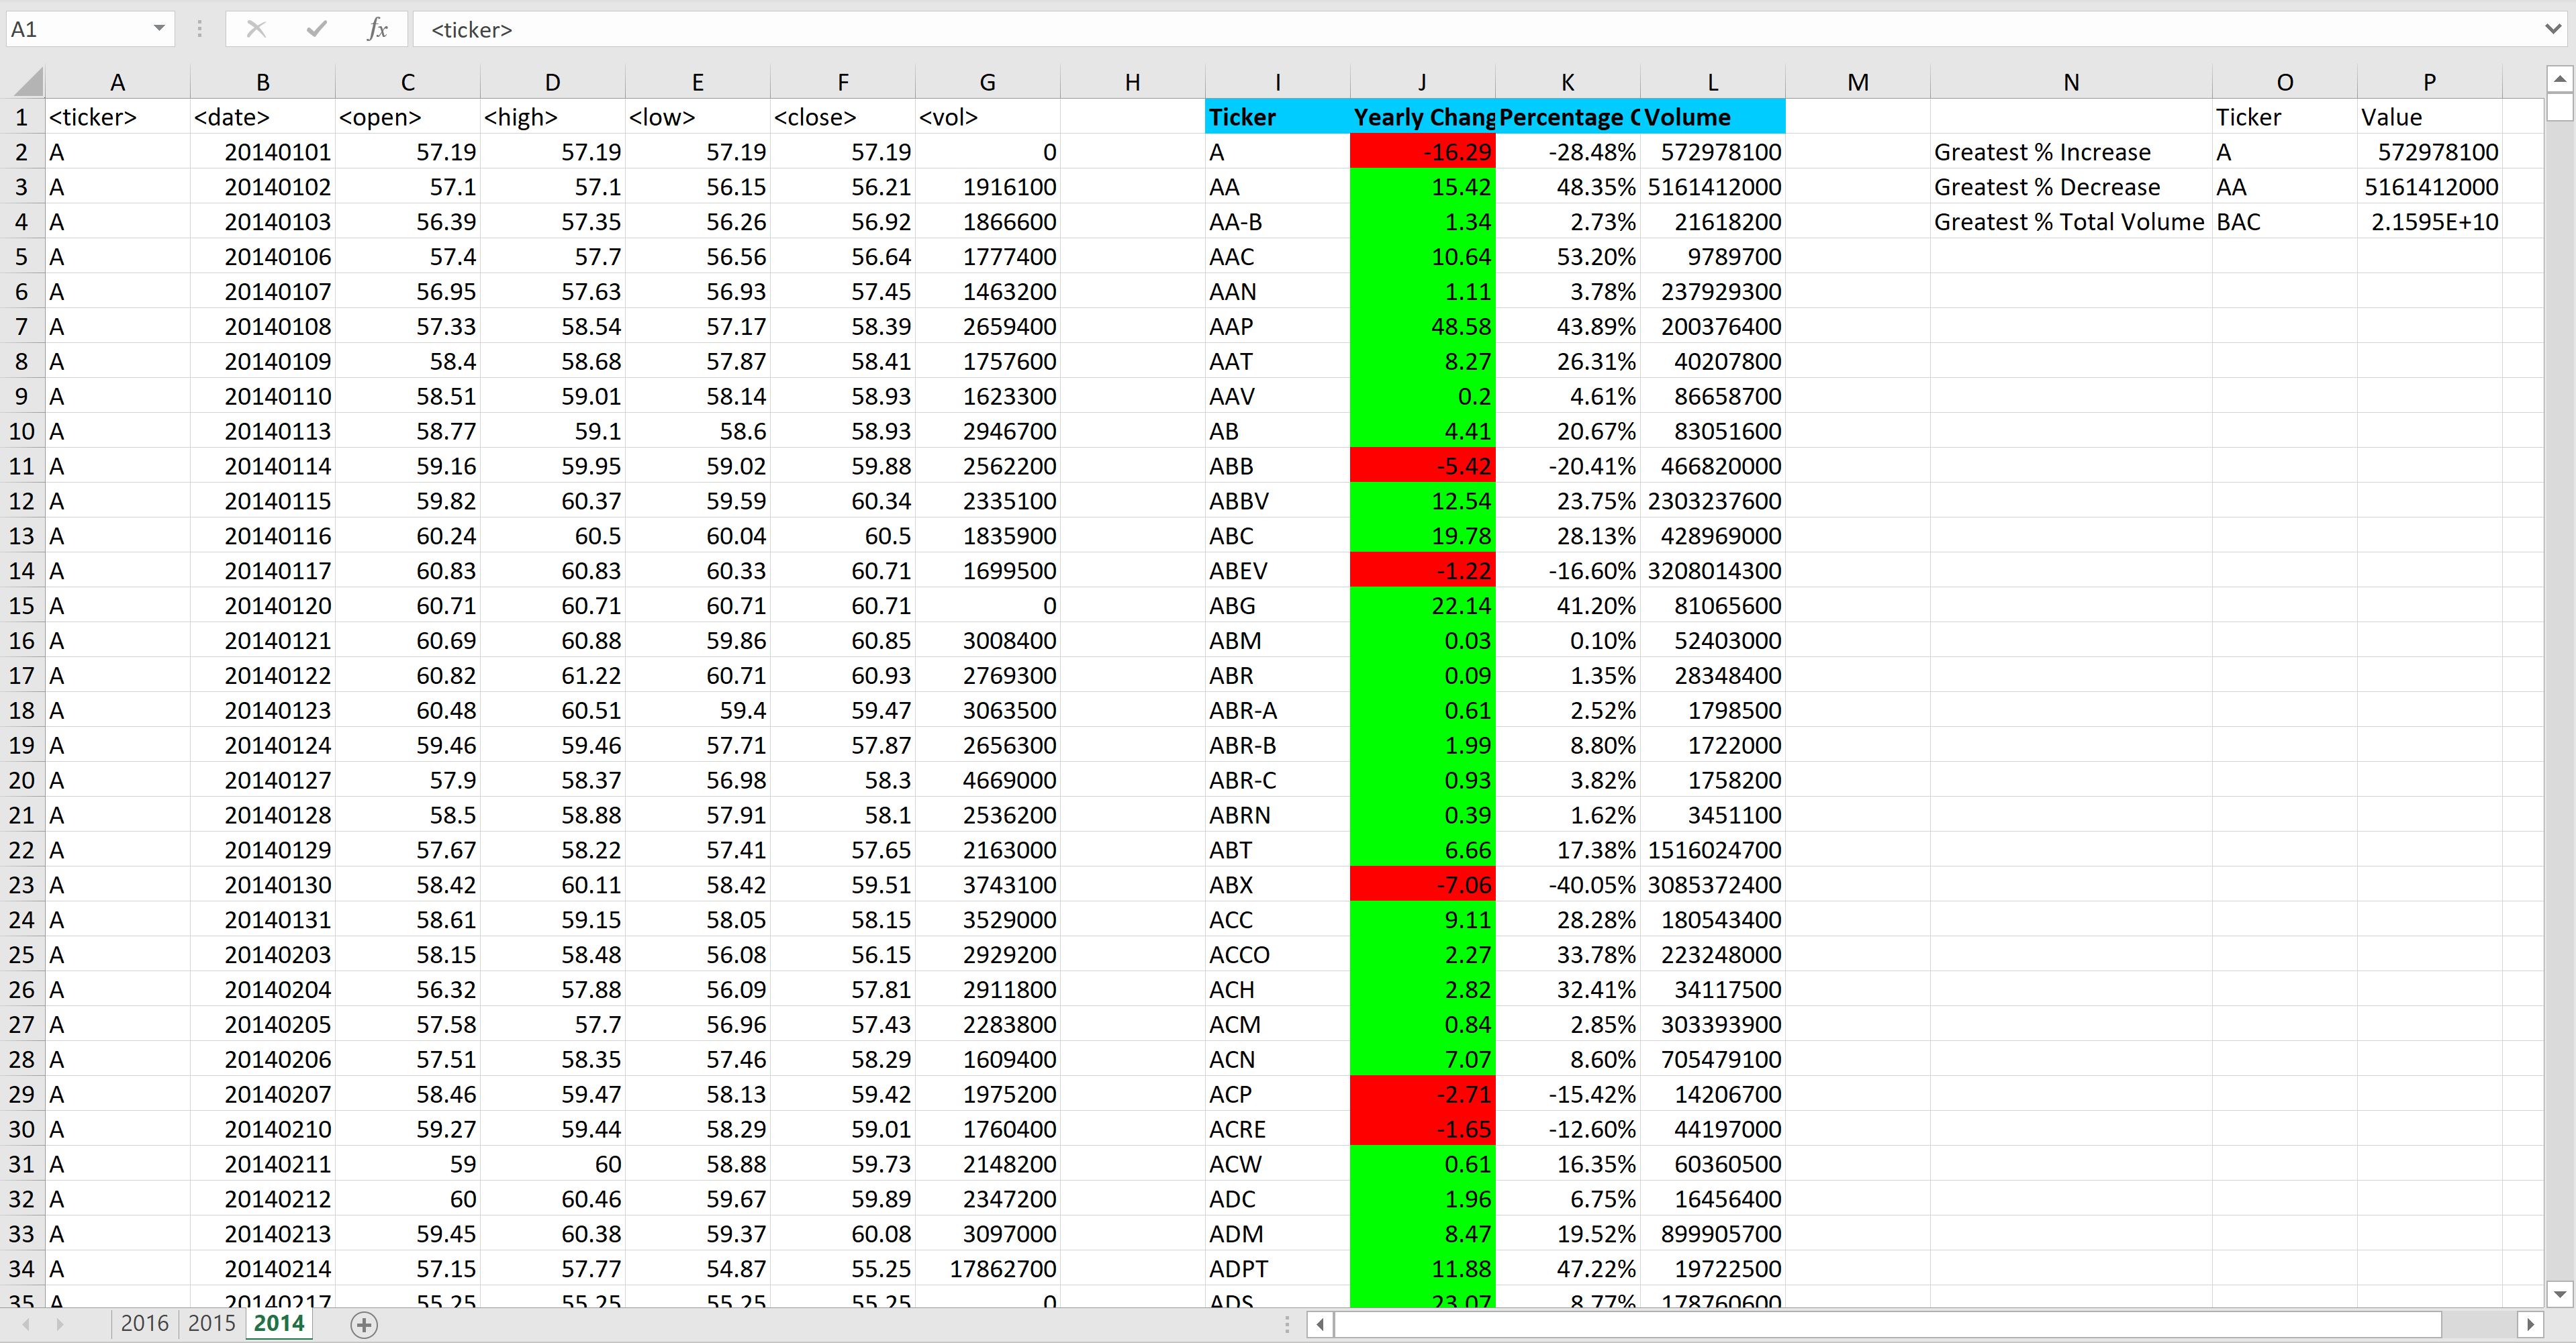 A1 fx <ticker>
A B C D E F G H I J K L M N O P
1 <ticker> <date> <open> <high> <low> <close> <vol> Ticker Yearly Chang Percentage C Volume Ticker Value
2 A 20140101 57.19 57.19 57.19 57.19 0 A -16.29 -28.48% 572978100 Greatest % Increase A 572978100
3 A 20140102 57.1 57.1 56.15 56.21 1916100 AA 15.42 48.35% 5161412000 Greatest % Decrease AA 5161412000
4 A 20140103 56.39 57.35 56.26 56.92 1866600 AA-B 1.34 2.73% 21618200 Greatest % Total Volume BAC 2.1595E+10
5 A 20140106 57.4 57.7 56.56 56.64 1777400 AAC 10.64 53.20% 9789700
6 A 20140107 56.95 57.63 56.93 57.45 1463200 AAN 1.11 3.78% 237929300
7 A 20140108 57.33 58.54 57.17 58.39 2659400 AAP 48.58 43.89% 200376400
8 A 20140109 58.4 58.68 57.87 58.41 1757600 AAT 8.27 26.31% 40207800
9 A 20140110 58.51 59.01 58.14 58.93 1623300 AAV 0.2 4.61% 86658700
10 A 20140113 58.77 59.1 58.6 58.93 2946700 AB 4.41 20.67% 83051600
11 A 20140114 59.16 59.95 59.02 59.88 2562200 ABB -5.42 -20.41% 466820000
12 A 20140115 59.82 60.37 59.59 60.34 2335100 ABBV 12.54 23.75% 2303237600
13 A 20140116 60.24 60.5 60.04 60.5 1835900 ABC 19.78 28.13% 428969000
14 A 20140117 60.83 60.83 60.33 60.71 1699500 ABEV -1.22 -16.60% 3208014300
15 A 20140120 60.71 60.71 60.71 60.71 0 ABG 22.14 41.20% 81065600
16 A 20140121 60.69 60.88 59.86 60.85 3008400 ABM 0.03 0.10% 52403000
17 A 20140122 60.82 61.22 60.71 60.93 2769300 ABR 0.09 1.35% 28348400
18 A 20140123 60.48 60.51 59.4 59.47 3063500 ABR-A 0.61 2.52% 1798500
19 A 20140124 59.46 59.46 57.71 57.87 2656300 ABR-B 1.99 8.80% 1722000
20 A 20140127 57.9 58.37 56.98 58.3 4669000 ABR-C 0.93 3.82% 1758200
21 A 20140128 58.5 58.88 57.91 58.1 2536200 ABRN 0.39 1.62% 3451100
22 A 20140129 57.67 58.22 57.41 57.65 2163000 ABT 6.66 17.38% 1516024700
23 A 20140130 58.42 60.11 58.42 59.51 3743100 ABX -7.06 -40.05% 3085372400
24 A 20140131 58.61 59.15 58.05 58.15 3529000 ACC 9.11 28.28% 180543400
25 A 20140203 58.15 58.48 56.08 56.15 2929200 ACCO 2.27 33.78% 223248000
26 A 20140204 56.32 57.88 56.09 57.81 2911800 ACH 2.82 32.41% 34117500
27 A 20140205 57.58 57.7 56.96 57.43 2283800 ACM 0.84 2.85% 303393900
28 A 20140206 57.51 58.35 57.46 58.29 1609400 ACN 7.07 8.60% 705479100
29 A 20140207 58.46 59.47 58.13 59.42 1975200 ACP -2.71 -15.42% 14206700
30 A 20140210 59.27 59.44 58.29 59.01 1760400 ACRE -1.65 -12.60% 44197000
31 A 20140211 59 60 58.88 59.73 2148200 ACW 0.61 16.35% 60360500
32 A 20140212 60 60.46 59.67 59.89 2347200 ADC 1.96 6.75% 16456400
33 A 20140213 59.45 60.38 59.37 60.08 3097000 ADM 8.47 19.52% 899905700
34 A 20140214 57.15 57.77 54.87 55.25 17862700 ADPT 11.88 47.22% 19722500
35 A 20140217 55.25 55.25 55.25 55.25 0 ADS 23.07 8.77% 178760600
2016 2015 2014